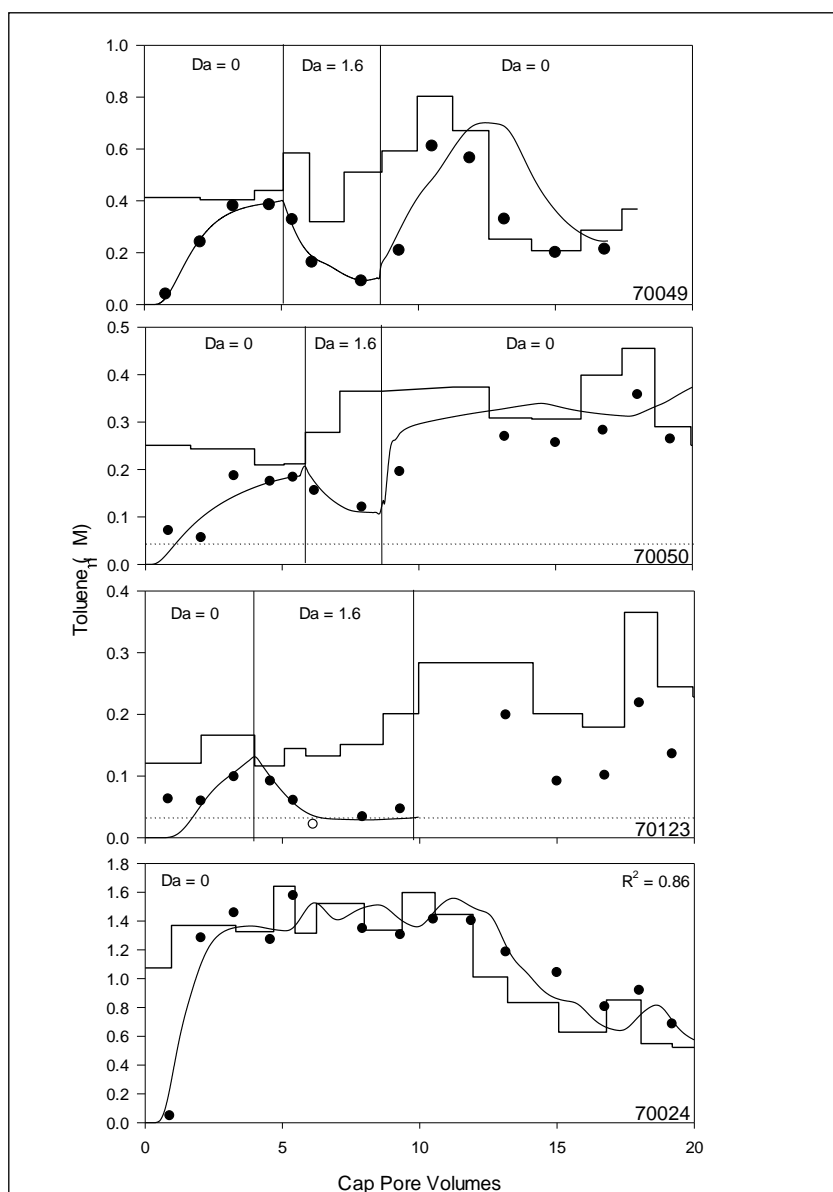 1.0
Da = 0
Da = 1.6
Da = 0
0.8
0.6
0.4
0.2
0.0
70049
0.5
Da = 0
Da = 1.6
Da = 0
0.4
0.3
0.2
0.1
0.0
70050
Toluene ( M)
0.4
Da = 0
Da = 1.6
0.3
0.2
0.1
0.0
70123
1.8
Da = 0
R² = 0.86
1.6
1.4
1.2
1.0
0.8
0.6
0.4
0.2
0.0
70024
0 5 10 15 20
Cap Pore Volumes